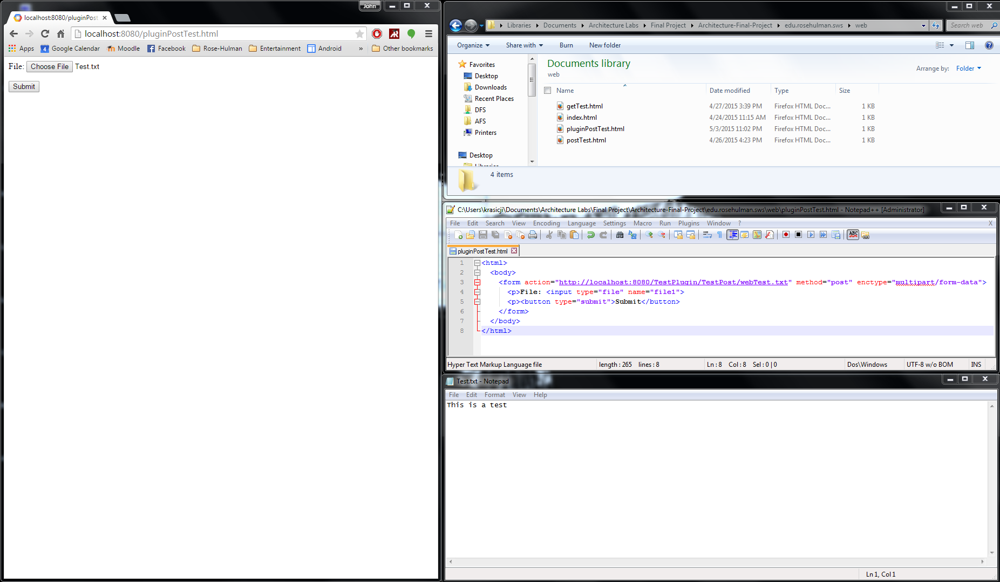 John
localhost:8080/pluginPost
localhost:8080/pluginPostTest.html
Apps
4
Google Calendar
Moodle
Facebook
Rose-Hulman
Entertainment
Android
»
Other bookmarks
File: Choose File Test.txt
Submit
Libraries
Documents
Architecture Labs
Final Project
Architecture-Final-Project
edu.rosehulman.sws
web
Search web
Organize
Share with
Burn
New folder
Favorites
Desktop
Downloads
Recent Places
DFS
AFS
Printers
Desktop
Libraries
Documents library
web
Arrange by: Folder
Name Date modified Type Size
getTest.html 4/27/2015 3:39 PM Firefox HTML Doc... 1 KB
index.html 4/24/2015 11:15 AM Firefox HTML Doc... 1 KB
pluginPostTest.html 5/3/2015 11:02 PM Firefox HTML Doc... 1 KB
postTest.html 4/26/2015 4:23 PM Firefox HTML Doc... 1 KB
4 items
C:\Users\krasicji\Documents\Architecture Labs\Final Project\Architecture-Final-Project\edu.rosehulman.sws\web\pluginPostTest.html - Notepad++ [Administrator]
File Edit Search View Encoding Language Settings Macro Run Plugins Window ? X
ABC
pluginPostTest.html
1 <html>
2 <body>
3 <form action="http://localhost:8080/TestPlugin/TestPost/webTest.txt" method="post" enctype="multipart/form-data">
4 <p>File: <input type="file" name="file1">
5 <p><button type="submit">Submit</button>
6 </form>
7 </body>
8 </html>
Hyper Text Markup Language file length : 265 lines : 8 Ln : 8 Col : 8 Sel : 0 | 0 Dos\Windows UTF-8 w/o BOM INS
Test.txt - Notepad
File Edit Format View Help
This is a test
Ln 1, Col 1